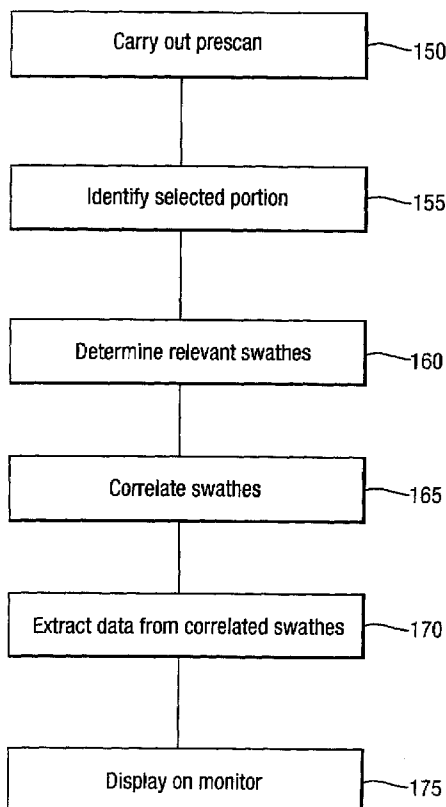 Carry out prescan
150
Identify selected portion
155
Determine relevant swathes
160
Correlate swathes
165
Extract data from correlated swathes
170
Display on monitor
175